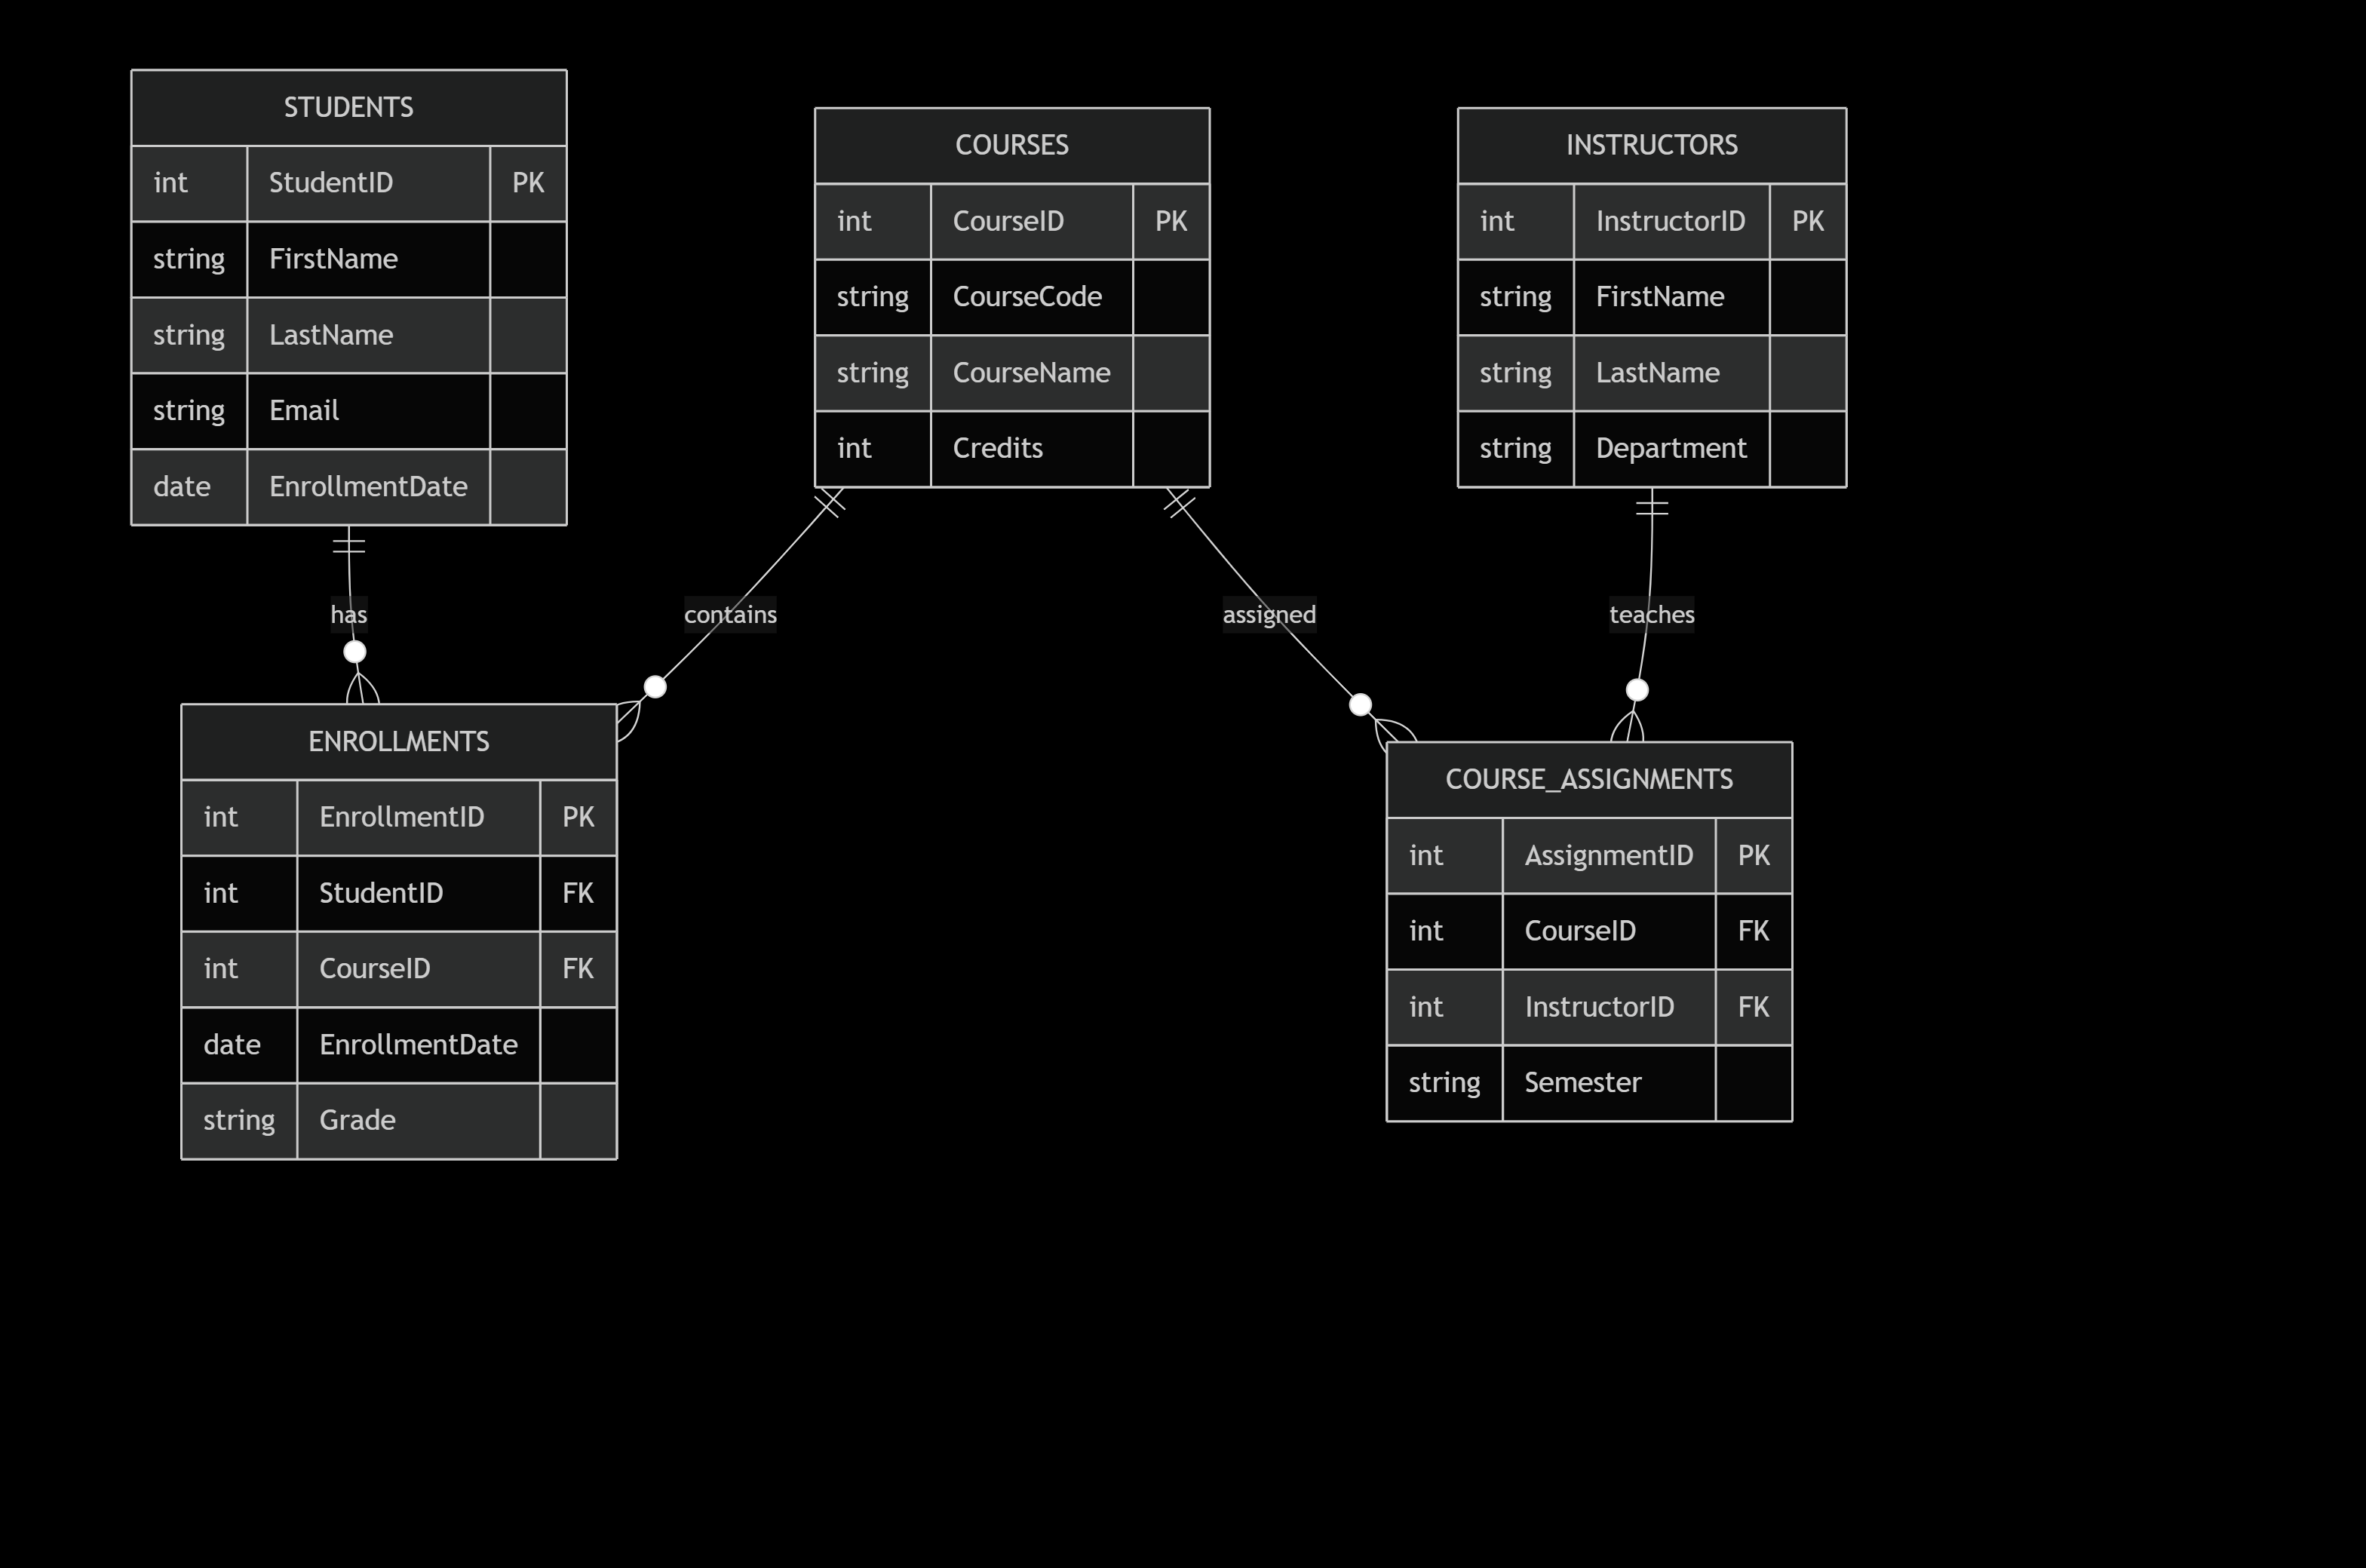 STUDENTS
int StudentID PK
string FirstName
string LastName
string Email
date EnrollmentDate
COURSES
int CourseID PK
string CourseCode
string CourseName
int Credits
INSTRUCTORS
int InstructorID PK
string FirstName
string LastName
string Department
has
contains
assigned
teaches
ENROLLMENTS
int EnrollmentID PK
int StudentID FK
int CourseID FK
date EnrollmentDate
string Grade
COURSE_ASSIGNMENTS
int AssignmentID PK
int CourseID FK
int InstructorID FK
string Semester